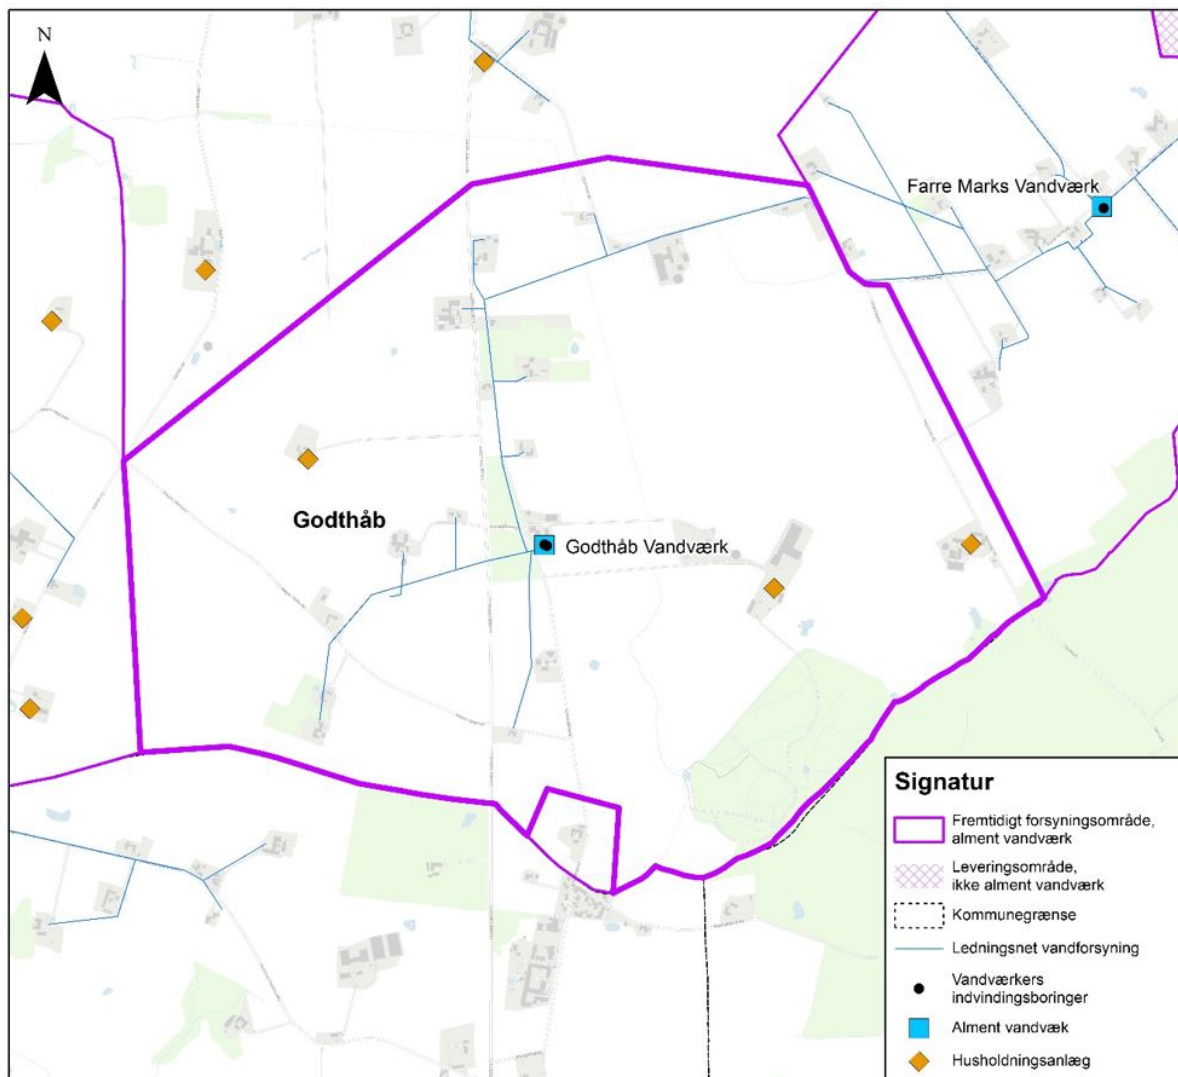 N
Farre Marks Vandværk
Godthåb
Godthåb Vandværk
Signatur
Fremtidigt forsyningsområde,
alment vandværk
Leveringsområde,
ikke alment vandværk
Kommunegrænse
Ledningsnet vandforsyning
Vandværkers
indvindingsboringer
Alment vandvæk
Husholdningsanlæg